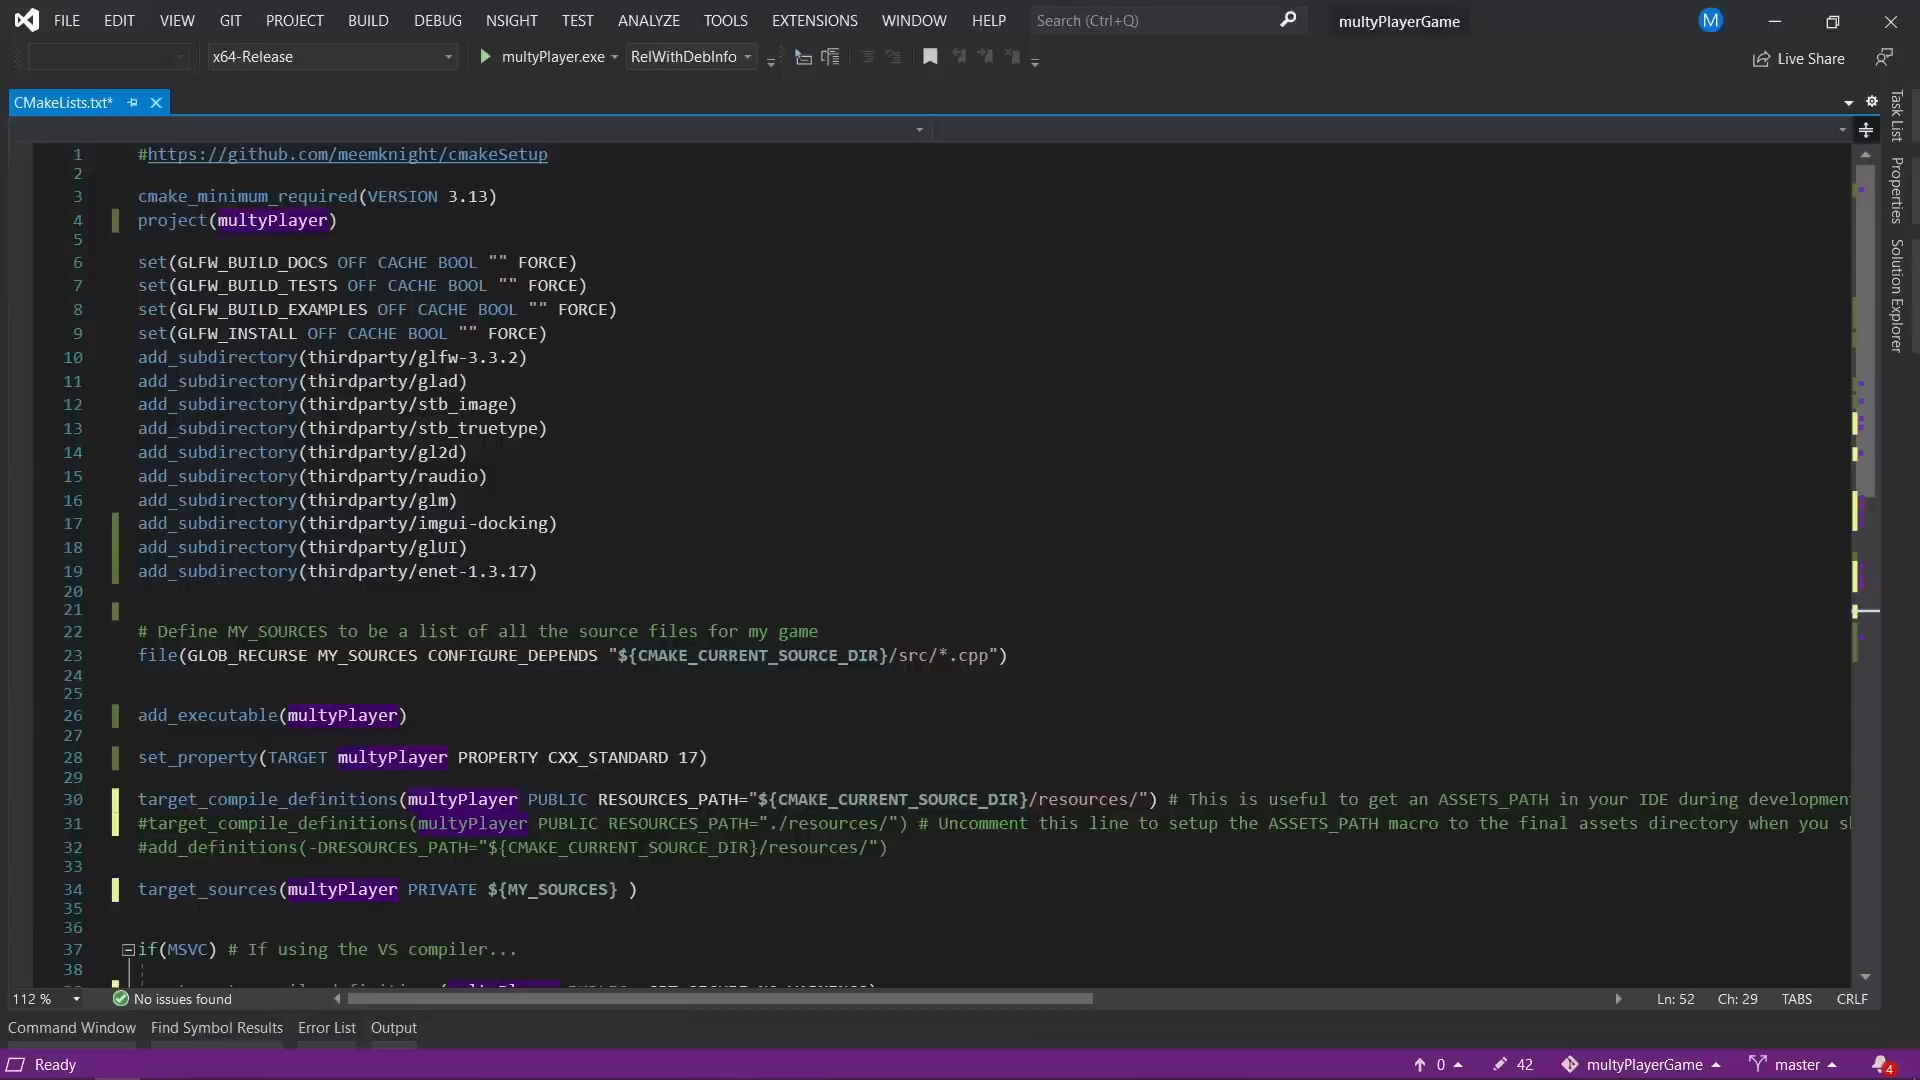 FILE EDIT VIEW GIT PROJECT BUILD DEBUG NSIGHT TEST ANALYZE TOOLS EXTENSIONS WINDOW HELP Search (Ctrl+Q) multyPlayerGame M
x64-Release multyPlayer.exe RelWithDebInfo Live Share
CMakeLists.txt*
1 #https://github.com/meemknight/cmakeSetup
2
3 cmake_minimum_required(VERSION 3.13)
4 project(multyPlayer)
5
6 set(GLFW_BUILD_DOCS OFF CACHE BOOL "" FORCE)
7 set(GLFW_BUILD_TESTS OFF CACHE BOOL "" FORCE)
8 set(GLFW_BUILD_EXAMPLES OFF CACHE BOOL "" FORCE)
9 set(GLFW_INSTALL OFF CACHE BOOL "" FORCE)
10 add_subdirectory(thirdparty/glfw-3.3.2)
11 add_subdirectory(thirdparty/glad)
12 add_subdirectory(thirdparty/stb_image)
13 add_subdirectory(thirdparty/stb_truetype)
14 add_subdirectory(thirdparty/gl2d)
15 add_subdirectory(thirdparty/raudio)
16 add_subdirectory(thirdparty/glm)
17 add_subdirectory(thirdparty/imgui-docking)
18 add_subdirectory(thirdparty/glUI)
19 add_subdirectory(thirdparty/enet-1.3.17)
20
21
22 # Define MY_SOURCES to be a list of all the source files for my game
23 file(GLOB_RECURSE MY_SOURCES CONFIGURE_DEPENDS "${CMAKE_CURRENT_SOURCE_DIR}/src/*.cpp")
24
25
26 add_executable(multyPlayer)
27
28 set_property(TARGET multyPlayer PROPERTY CXX_STANDARD 17)
29
30 target_compile_definitions(multyPlayer PUBLIC RESOURCES_PATH="${CMAKE_CURRENT_SOURCE_DIR}/resources/") # This is useful to get an ASSETS_PATH in your IDE during developmen
31 #target_compile_definitions(multyPlayer PUBLIC RESOURCES_PATH="./resources/") # Uncomment this line to setup the ASSETS_PATH macro to the final assets directory when you s
32 #add_definitions(-DRESOURCES_PATH="${CMAKE_CURRENT_SOURCE_DIR}/resources/")
33
34 target_sources(multyPlayer PRIVATE ${MY_SOURCES} )
35
36
37 if(MSVC) # If using the VS compiler...
38
Task List
Properties
Solution Explorer
112 % No issues found Ln: 52 Ch: 29 TABS CRLF
Command Window Find Symbol Results Error List Output
Ready 0 42 multyPlayerGame master 4